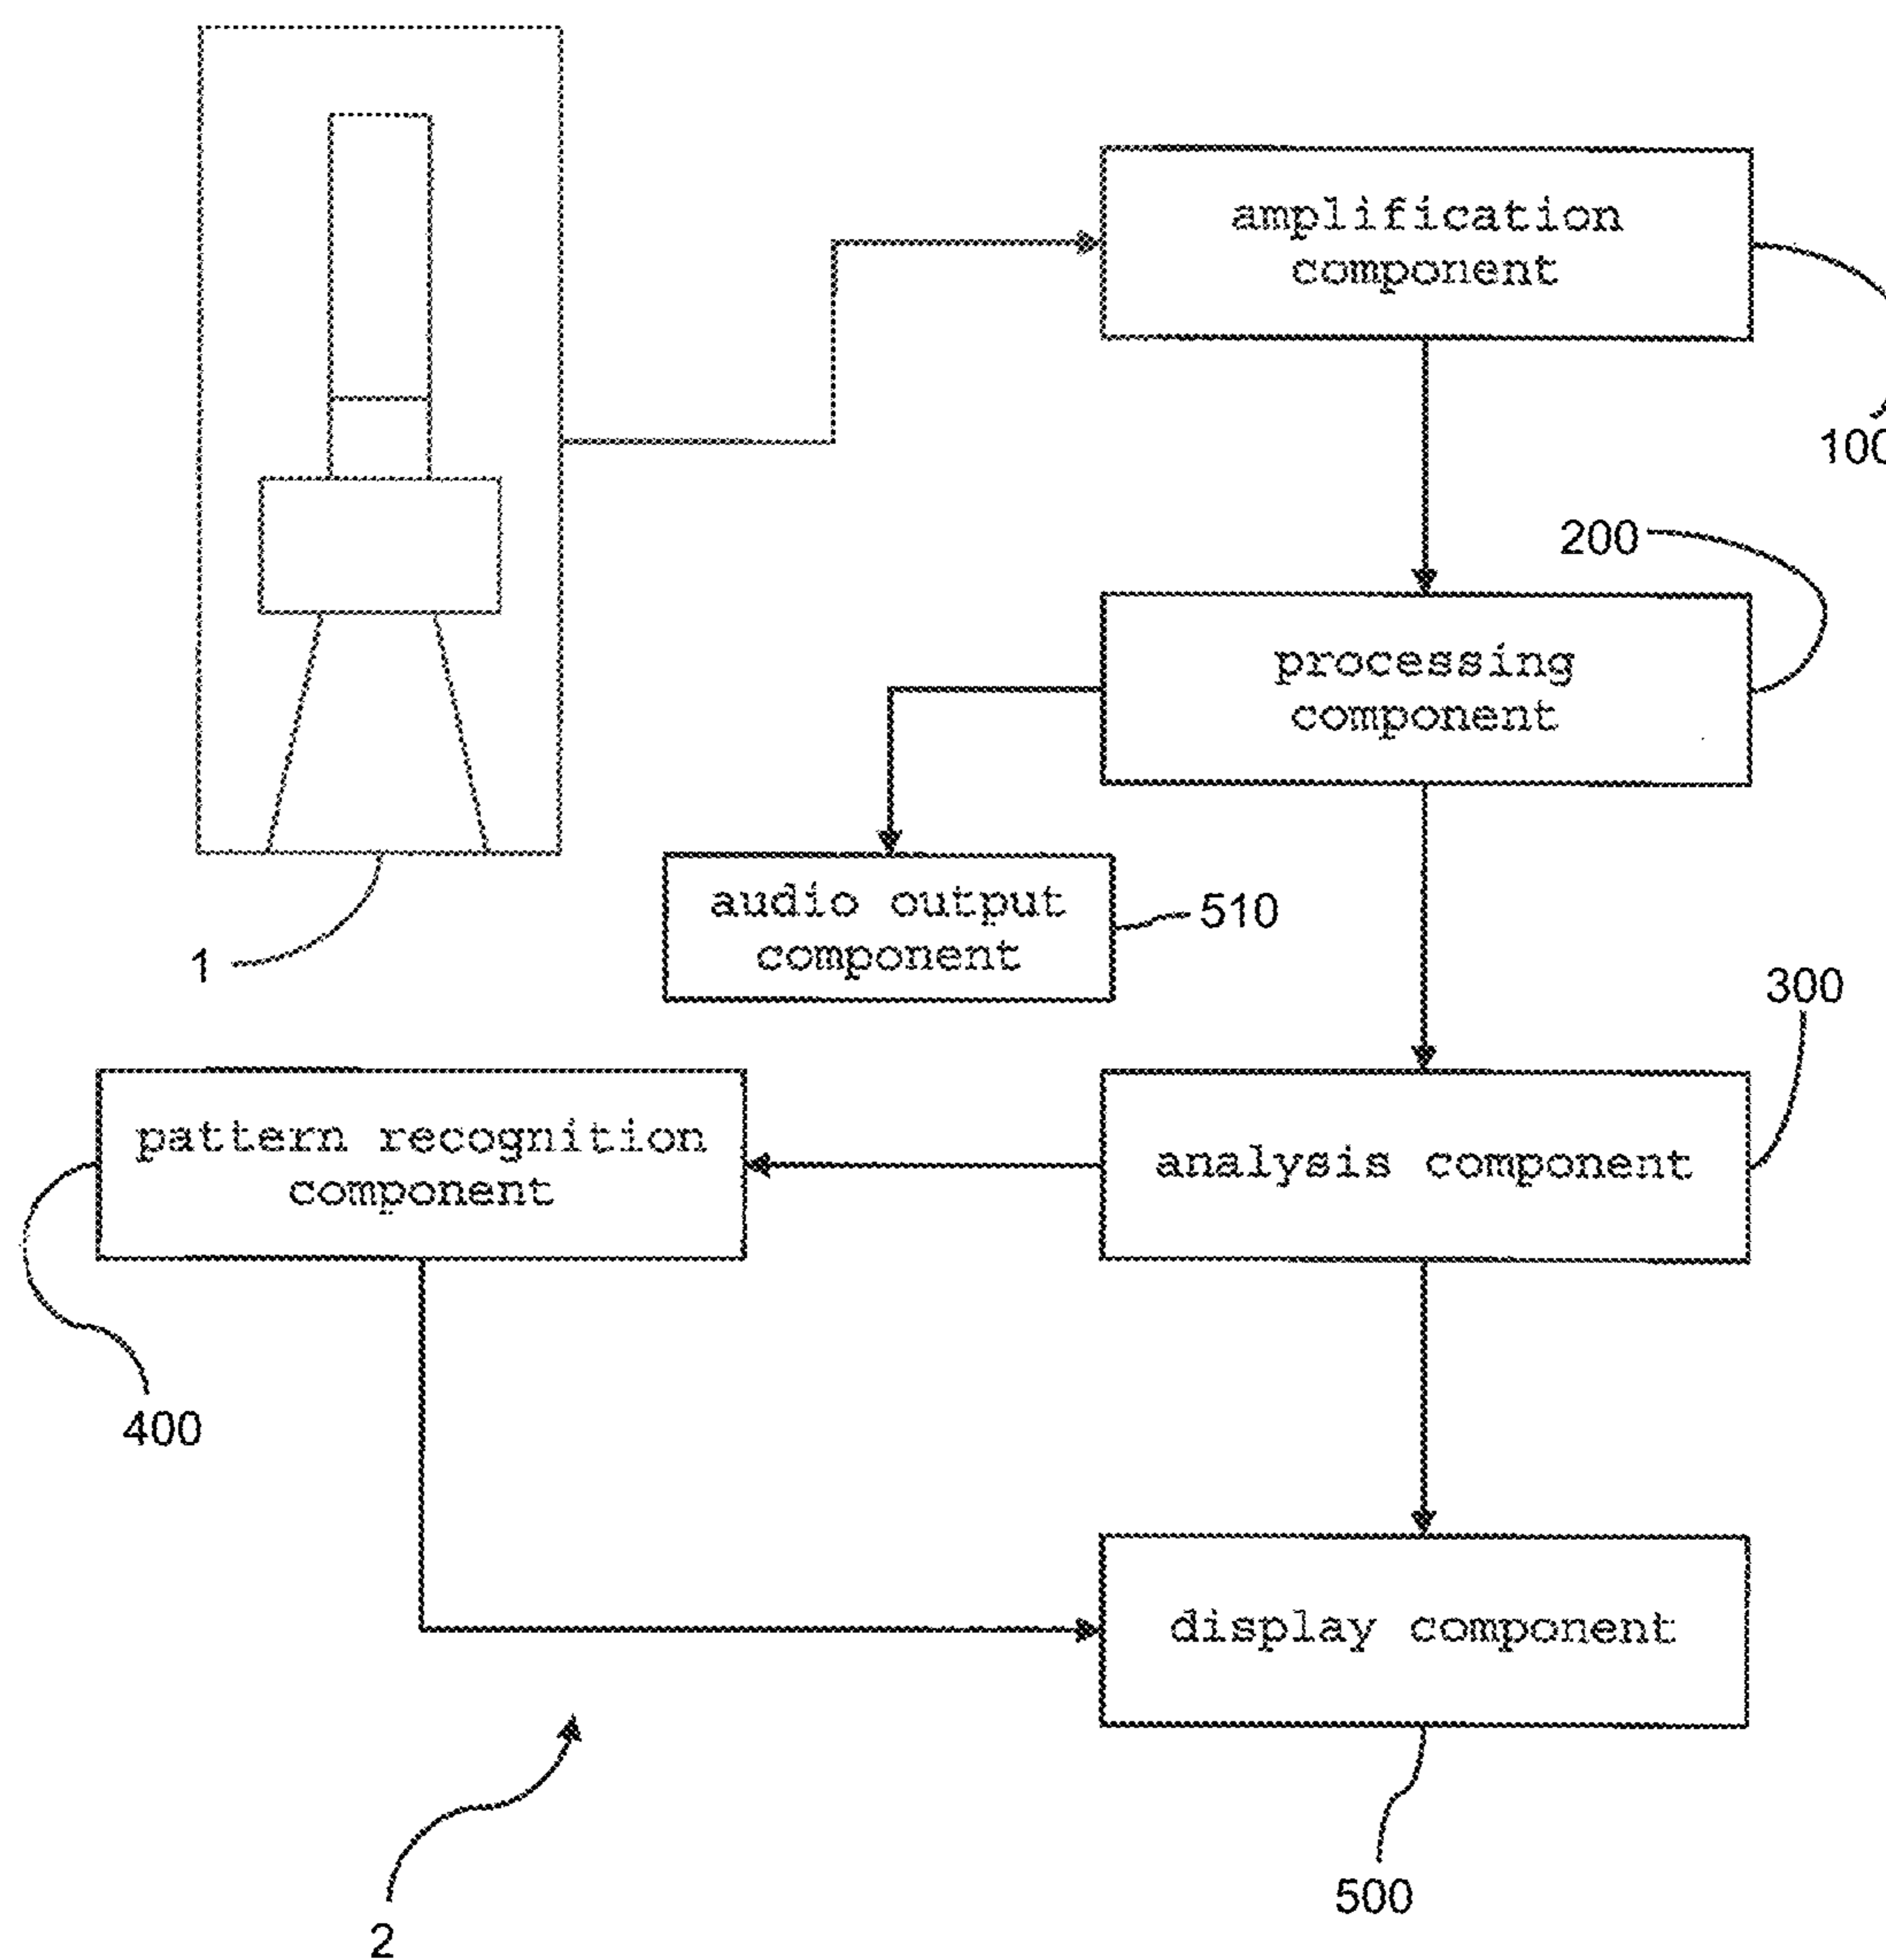 amplification
component
100
200
processing
component
audio output
component
510
1
300
pattern recognition
component
analysis component
400
display component
500
2